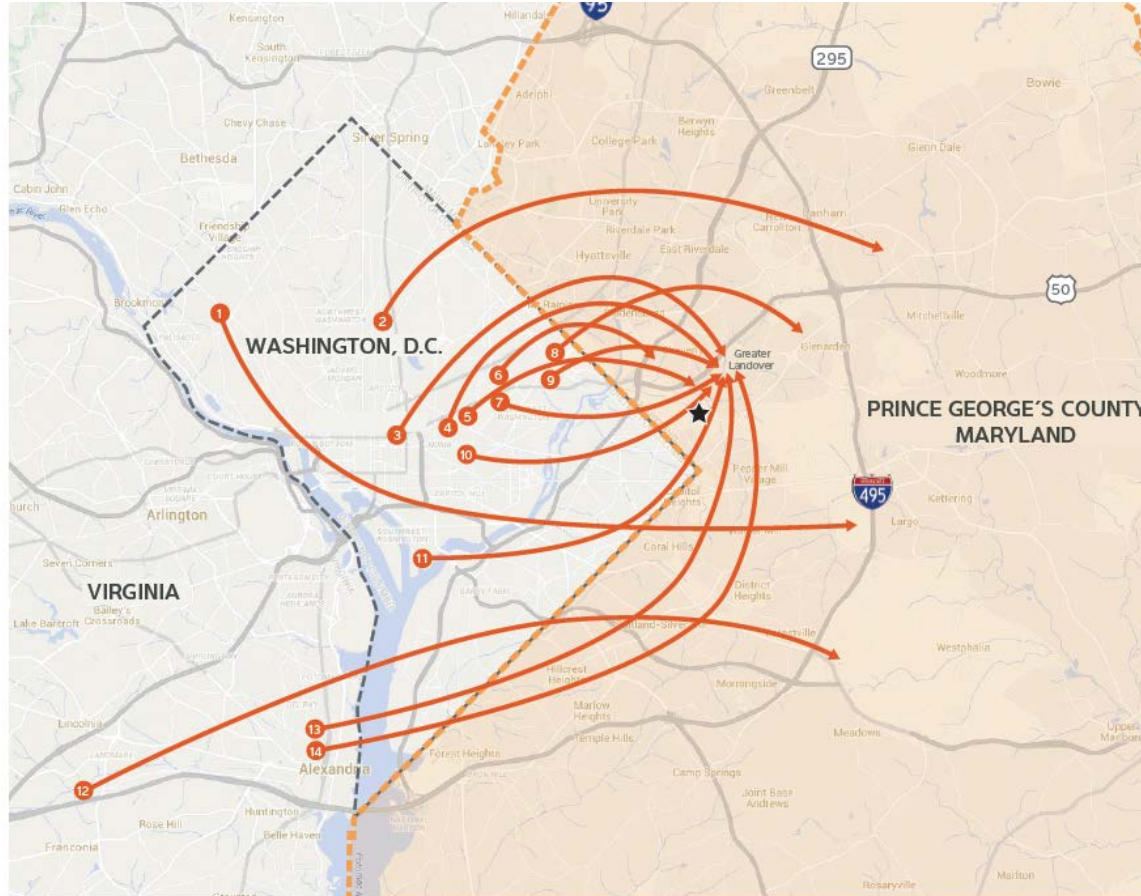 Kensington
Hillandale
95
South
Kensington
295
Adelphi
Greenbelt
Bowie
Chevy Chase
Silver Spring
Berwyn
Heights
College Park
Bethesda
Glenn Dale
Cabin John
Glen Echo
Friendship
Village
University
Park
Lanham
Carrollton
Riverdale Park
East Riverdale
Hyattsville
50
Brookmont
1
2
Mitchellville
WASHINGTON, D.C.
8
Greater
Landover
Glenarden
6
9
Woodmore
7
5
4
3
PRINCE GEORGE'S COUNTY
MARYLAND
10
Pepper Mill
Village
Arlington
495
Kettering
Largo
Coral Hills
11
Seven Corners
VIRGINIA
District
Heights
Bailey's
Crossroads
Lake Barcroft
Westphalia
Hillcrest
Heights
Morningside
Marlow
Heights
Lincolnia
13
Temple Hills
Meadows
14
Forest Heights
Alexandria
12
Camp Springs
Joint Base
Andrews
Huntington
Rose Hill
Belle Haven
Franconia
Marlton
Rosaryville